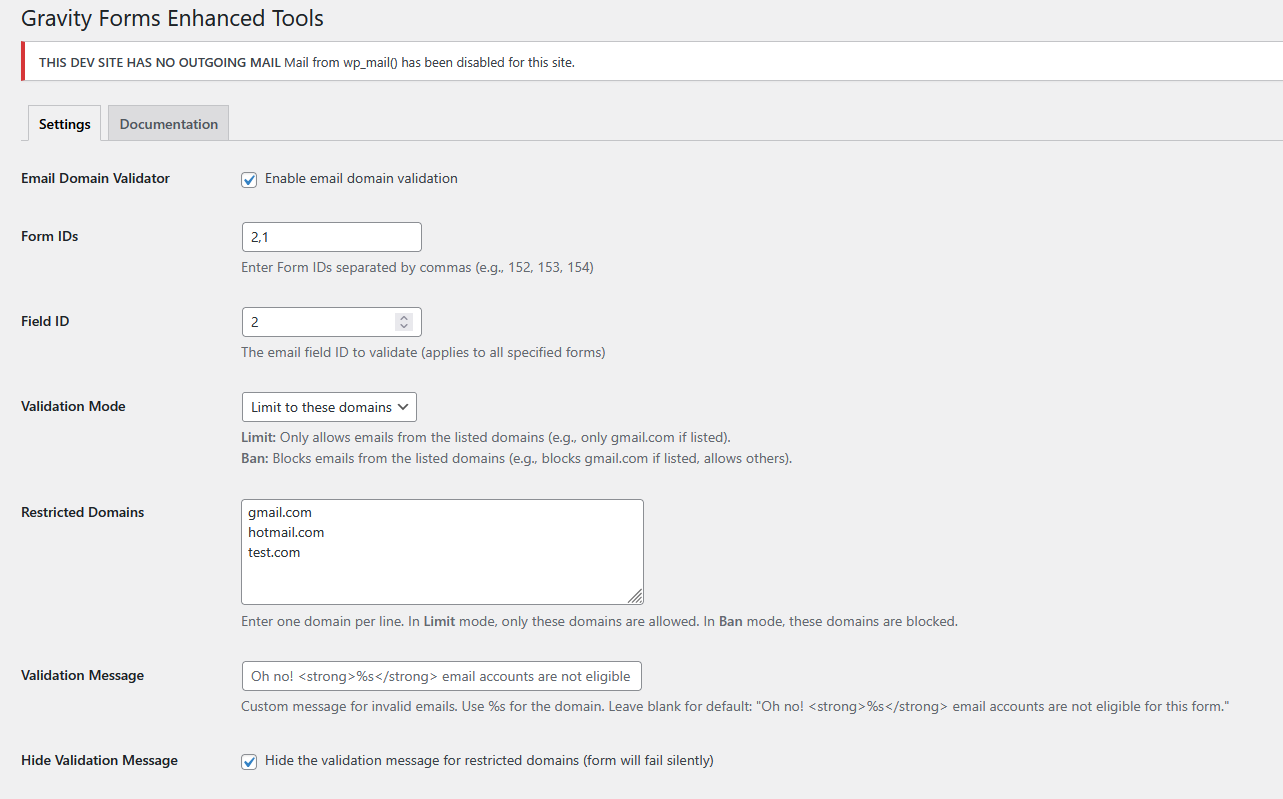 Gravity Forms Enhanced Tools
THIS DEV SITE HAS NO OUTGOING MAIL Mail from wp_mail() has been disabled for this site.
Settings Documentation
Email Domain Validator Enable email domain validation
Form IDs 2,1
Enter Form IDs separated by commas (e.g., 152, 153, 154)
Field ID 2
The email field ID to validate (applies to all specified forms)
Validation Mode Limit to these domains
Limit: Only allows emails from the listed domains (e.g., only gmail.com if listed).
Ban: Blocks emails from the listed domains (e.g., blocks gmail.com if listed, allows others).
Restricted Domains gmail.com
hotmail.com
test.com
Enter one domain per line. In Limit mode, only these domains are allowed. In Ban mode, these domains are blocked.
Validation Message Oh no! <strong>%s</strong> email accounts are not eligible
Custom message for invalid emails. Use %s for the domain. Leave blank for default: "Oh no! <strong>%s</strong> email accounts are not eligible for this form."
Hide Validation Message Hide the validation message for restricted domains (form will fail silently)